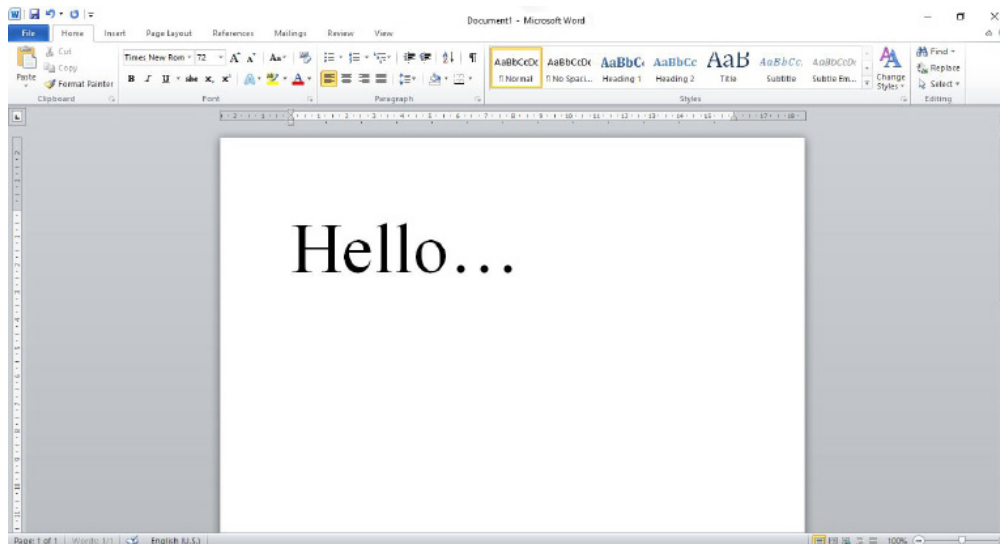 Document1 - Microsoft Word
File Home Insert Page Layout References Mailings Review View
Paste
Cut
Copy
Format Painter
Clipboard
Times New Rom 72
B I U abc x₂ x² A
Font
Paragraph
AaBbCcDc AaBbCcDc AaBbC AaBbCc AaB AaBbCc. AaBbCcDc
¶ Normal ¶ No Spaci... Heading 1 Heading 2 Title Subtitle Subtle Em...
Change Styles
Styles
Find
Replace
Select
Editing
Hello...
Page: 1 of 1 Words: 1/1 English (U.S.) 100%